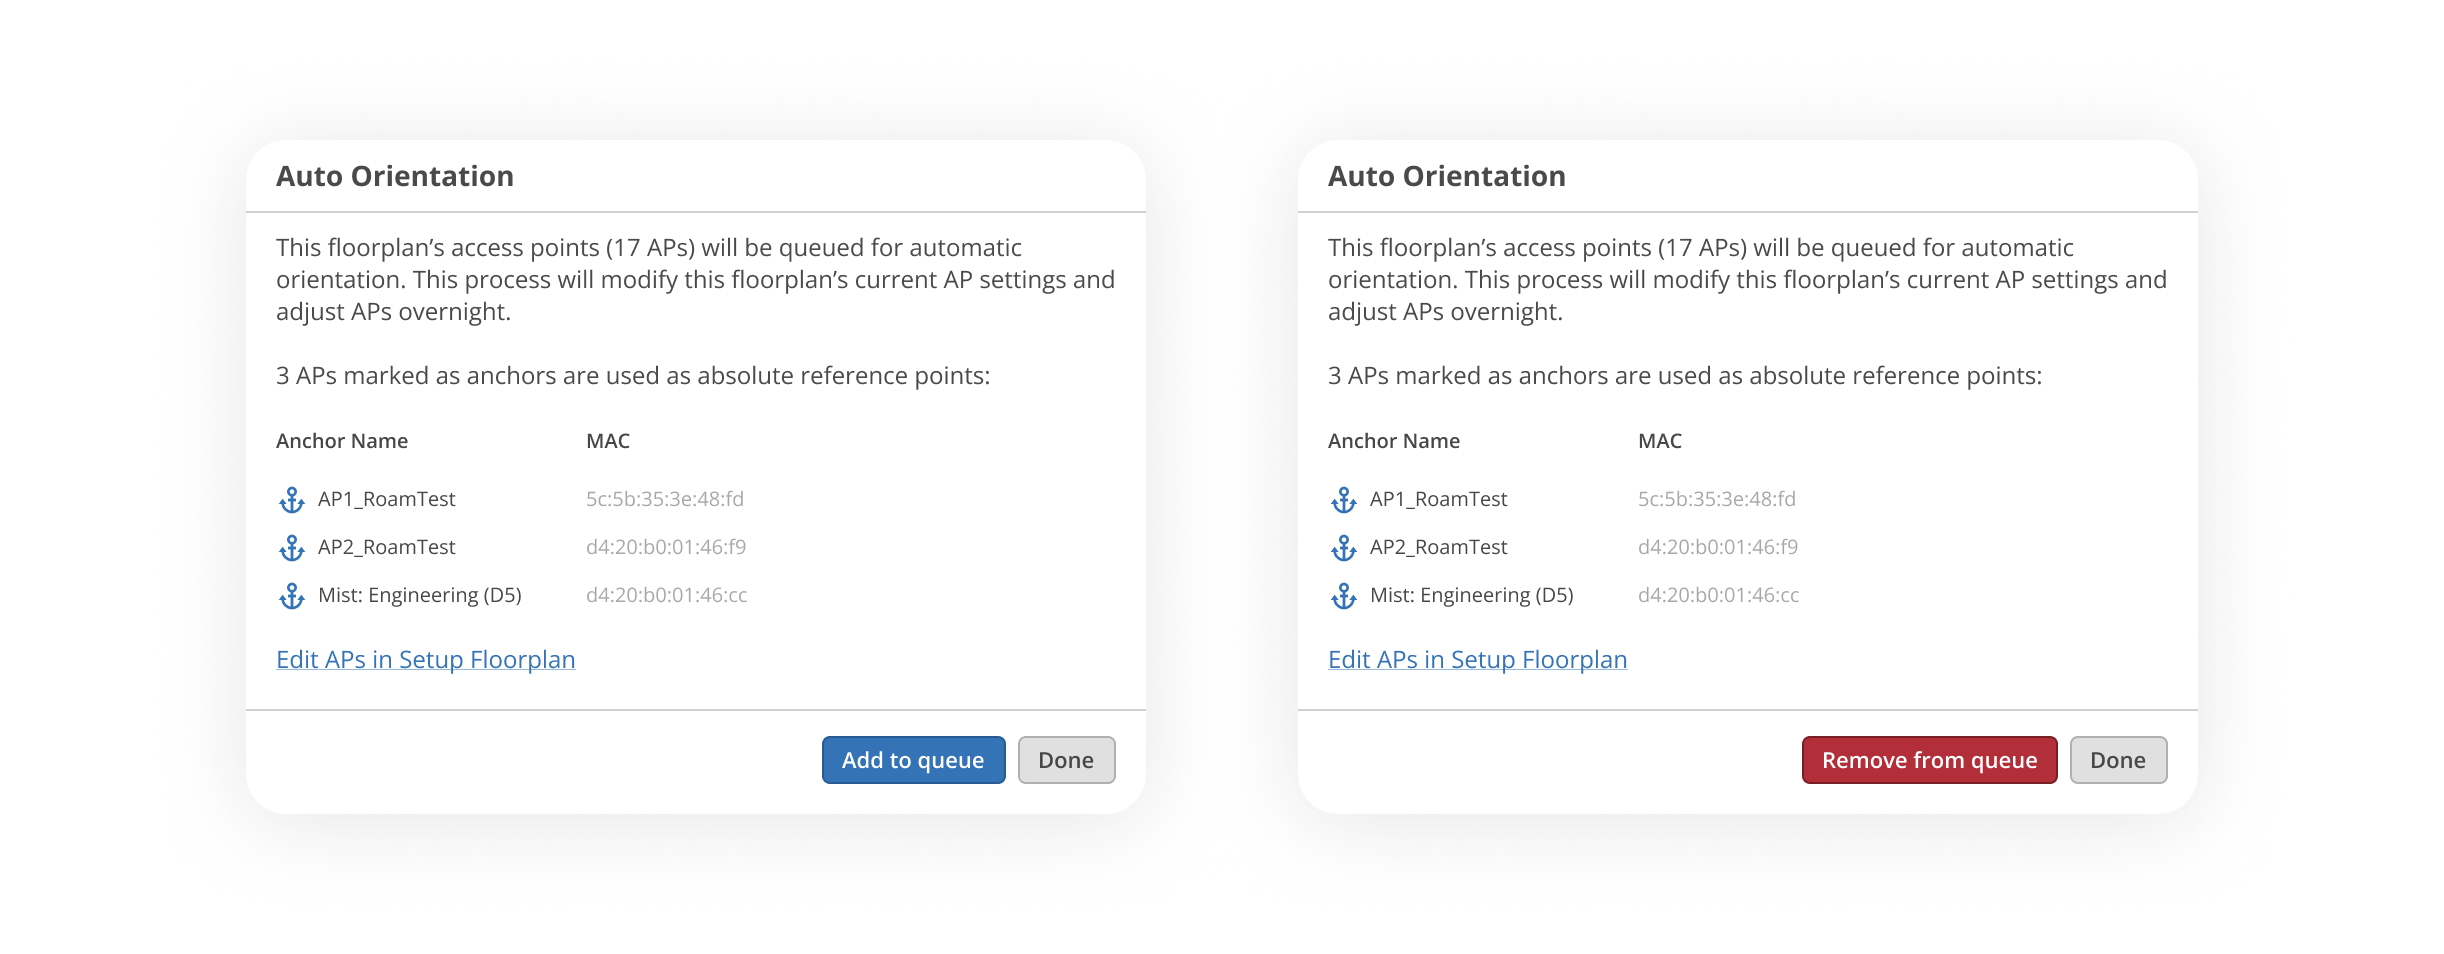 Auto Orientation
This floorplan’s access points (17 APs) will be queued for automatic
orientation. This process will modify this floorplan’s current AP settings and
adjust APs overnight.
3 APs marked as anchors are used as absolute reference points:
Anchor Name MAC
AP1_RoamTest 5c:5b:35:3e:48:fd
AP2_RoamTest d4:20:b0:01:46:f9
Mist: Engineering (D5) d4:20:b0:01:46:cc
Edit APs in Setup Floorplan
Add to queue Done
Auto Orientation
This floorplan’s access points (17 APs) will be queued for automatic
orientation. This process will modify this floorplan’s current AP settings and
adjust APs overnight.
3 APs marked as anchors are used as absolute reference points:
Anchor Name MAC
AP1_RoamTest 5c:5b:35:3e:48:fd
AP2_RoamTest d4:20:b0:01:46:f9
Mist: Engineering (D5) d4:20:b0:01:46:cc
Edit APs in Setup Floorplan
Remove from queue Done